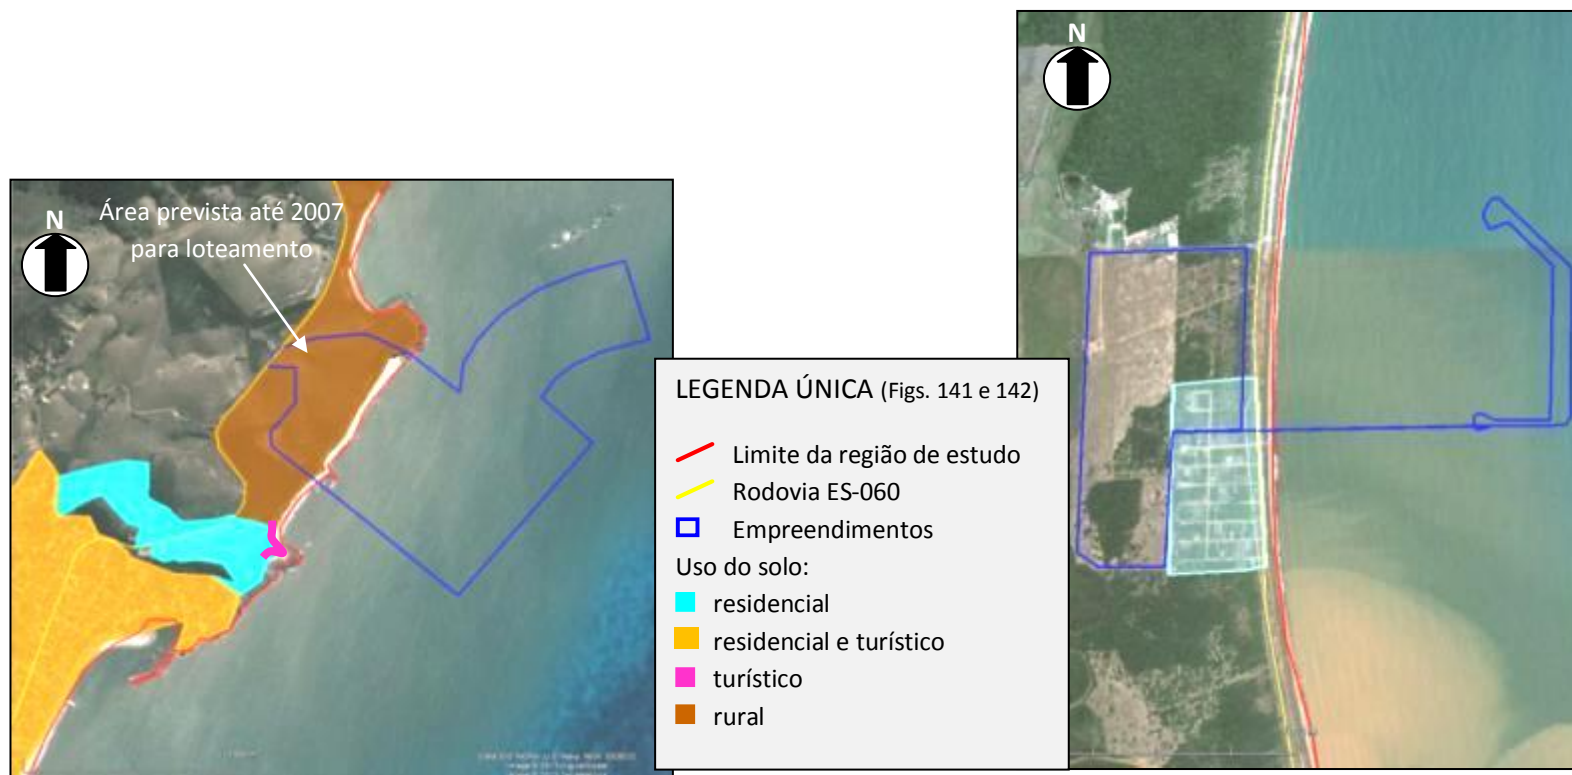 N
Área prevista até 2007
para loteamento
N
LEGENDA ÚNICA (Figs. 141 e 142)
Limite da região de estudo
Rodovia ES-060
Empreendimentos
Uso do solo:
residencial
residencial e turístico
turístico
rural